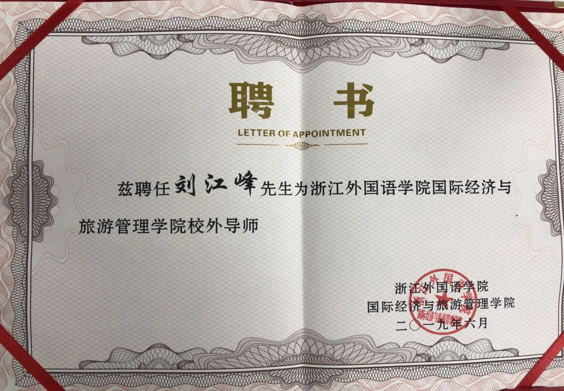 聘 书
LETTER OF APPOINTMENT
兹聘任刘江峰先生为浙江外国语学院国际经济与
旅游管理学院校外导师
浙江外国语学院
国际经济与旅游管理学院
二〇一九年六月